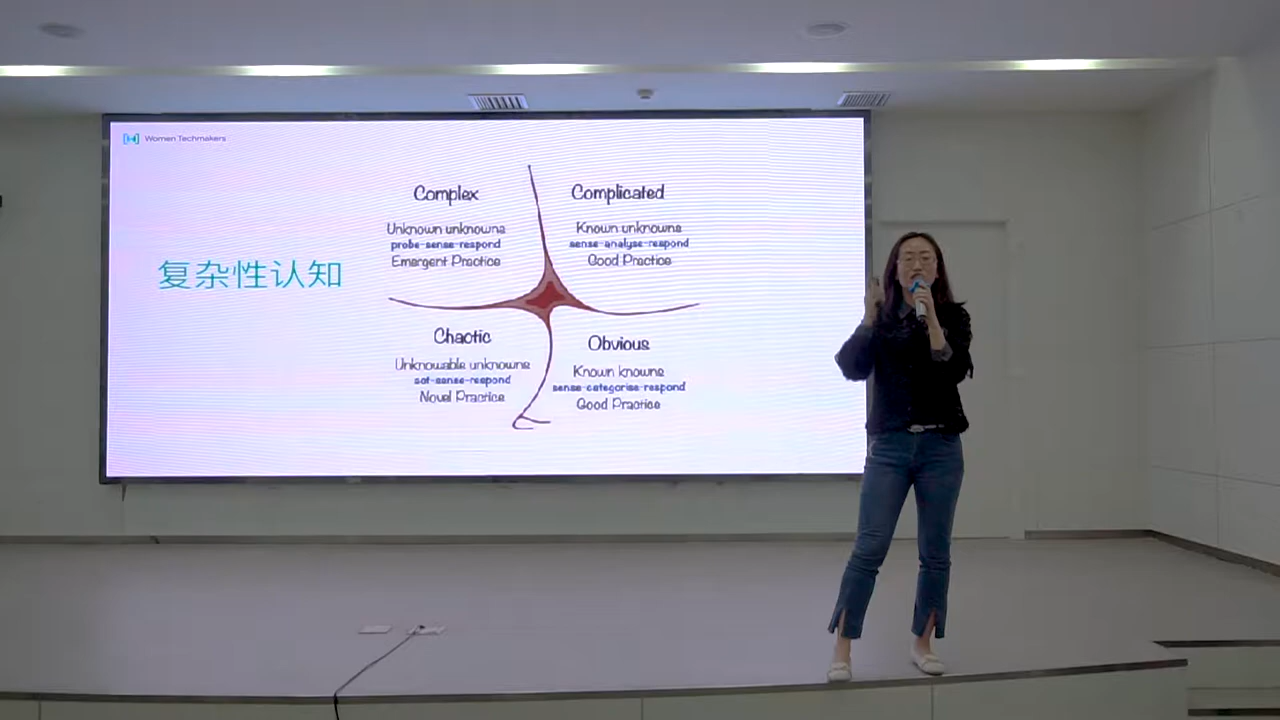 Women Techmakers
复杂性认知
Complex
Unknown unknowns
probe-sense-respond
Emergent Practice
Complicated
Known unknowns
sense-analyse-respond
Good Practice
Chaotic
Unknowable unknowns
act-sense-respond
Novel Practice
Obvious
Known knowns
sense-categorise-respond
Good Practice